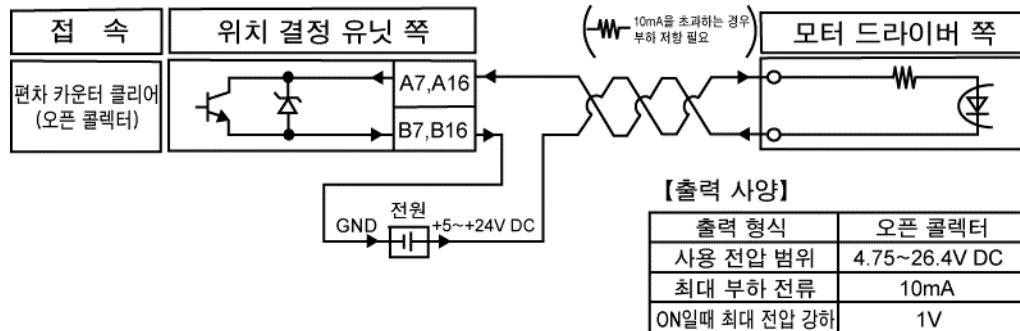 10mA을 초과하는 경우
부하 저항 필요
접 속
위치 결정 유닛 쪽
모터 드라이버 쪽
편차 카운터 클리어
(오픈 콜렉터)
A7,A16
B7,B16
GND
전원
+5~+24V DC
【출력 사양】
출력 형식 오픈 콜렉터
사용 전압 범위 4.75~26.4V DC
최대 부하 전류 10mA
ON일때 최대 전압 강하 1V